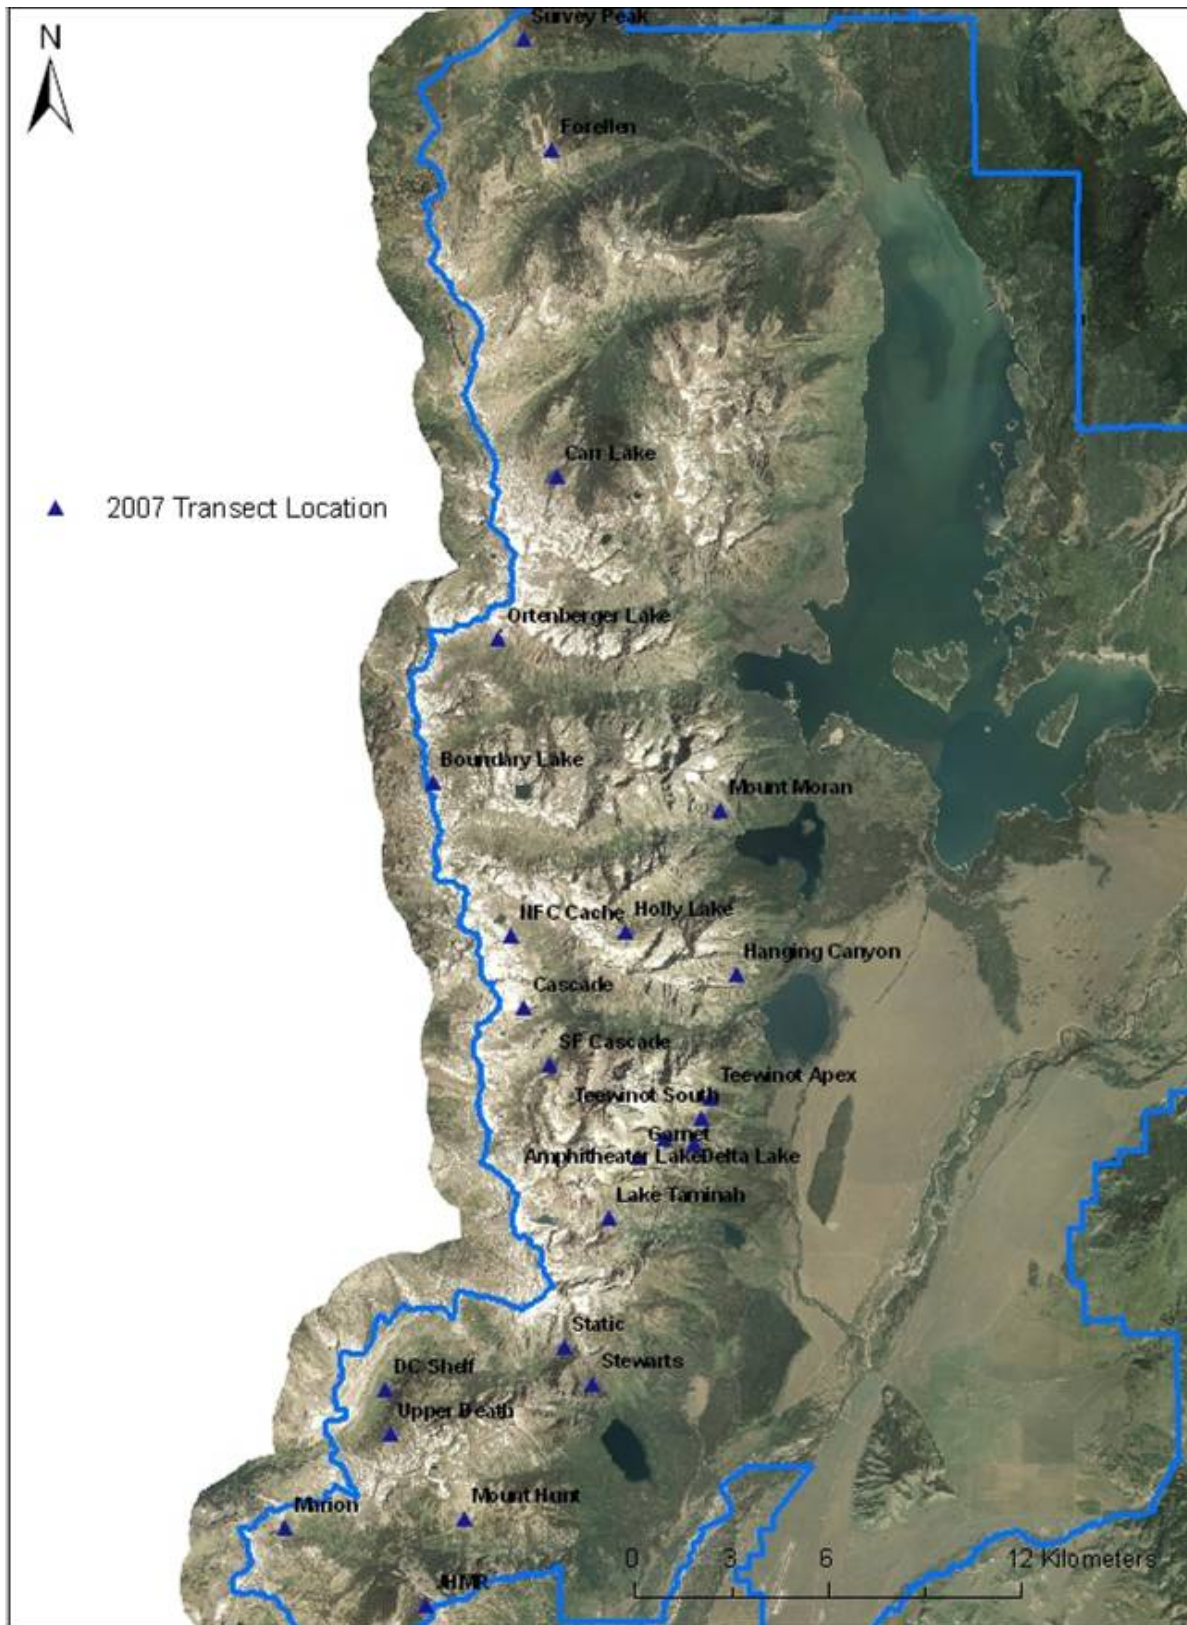 Survey Peak
N
Forellen
Carr Lake
2007 Transect Location
Ortenberger Lake
Boundary Lake
Mount Moran
NFC Cache
Holly Lake
Hanging Canyon
Cascade
SF Cascade
Teewinot Apex
Teewinot South
Garnet
Amphitheater Lake
Delta Lake
Lake Taminah
Static
DC Shelf
Stewarts
Upper Death
Marion
Mount Hunt
0 3 6 12 Kilometers
JHMR